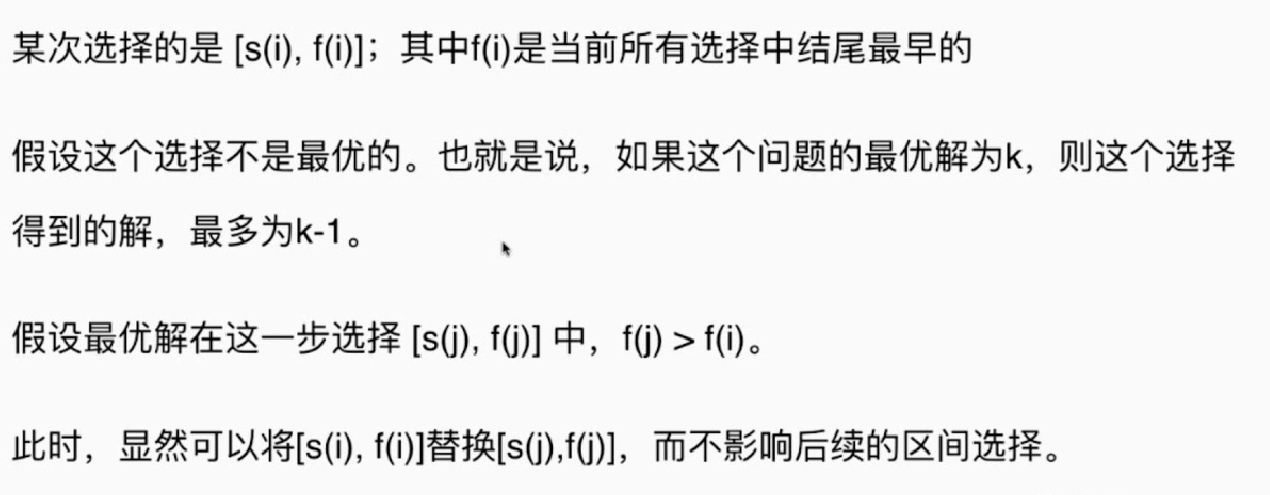 某次选择的是 [s(i), f(i)]；其中f(i)是当前所有选择中结尾最早的
假设这个选择不是最优的。也就是说，如果这个问题的最优解为k，则这个选择
得到的解，最多为k-1。
假设最优解在这一步选择 [s(j), f(j)] 中，f(j) > f(i)。
此时，显然可以将[s(i), f(i)]替换[s(j),f(j)]，而不影响后续的区间选择。